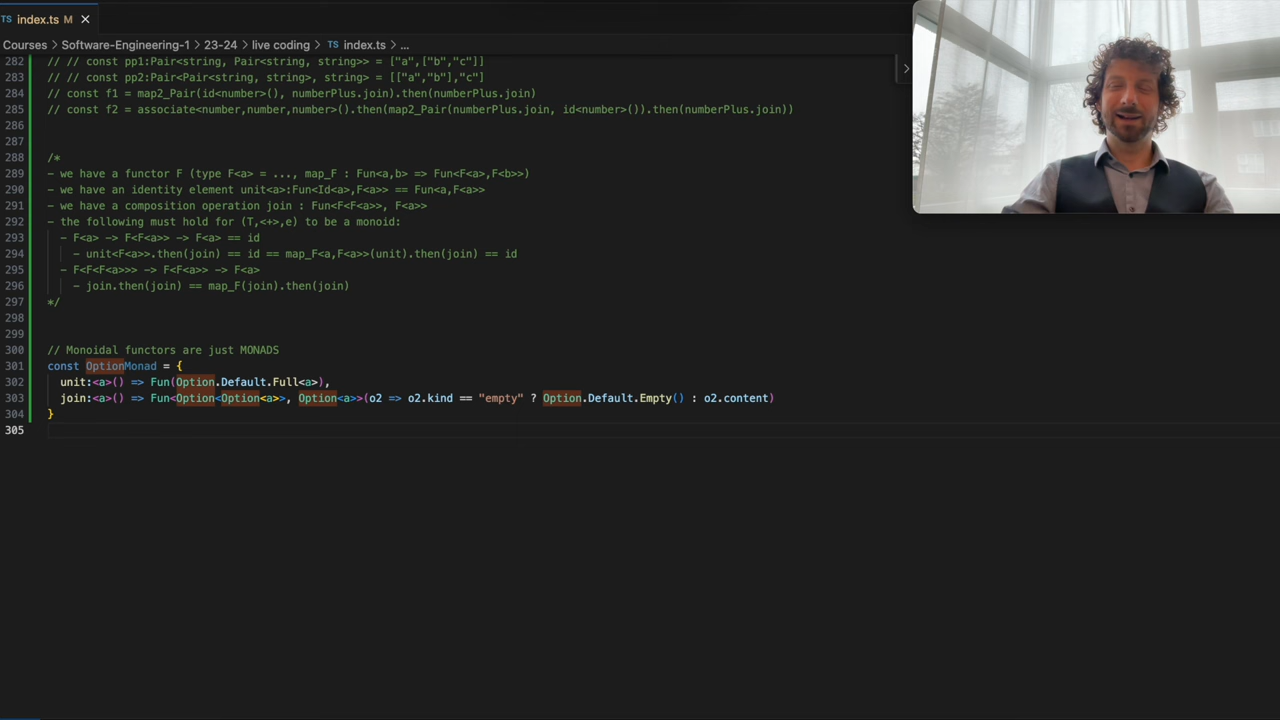 TS index.ts M ×
Courses > Software-Engineering-1 > 23-24 > live coding > TS index.ts > ...
282 // // const pp1:Pair<string, Pair<string, string>> = ["a",["b","c"]]
283 // // const pp2:Pair<Pair<string, string>, string> = [["a","b"],"c"]
284 // const f1 = map2_Pair(id<number>(), numberPlus.join).then(numberPlus.join)
285 // const f2 = associate<number,number,number>().then(map2_Pair(numberPlus.join, id<number>()).then(numberPlus.join))
286
287
288 /*
289 - we have a functor F (type F<a> = ..., map_F : Fun<a,b> => Fun<F<a>,F<b>>)
290 - we have an identity element unit<a>:Fun<Id<a>,F<a>> == Fun<a,F<a>>
291 - we have a composition operation join : Fun<F<F<a>>, F<a>>
292 - the following must hold for (T,<+>,e) to be a monoid:
293 - F<a> -> F<F<a>> -> F<a> == id
294 - unit<F<a>>.then(join) == id == map_F<a,F<a>>(unit).then(join) == id
295 - F<F<F<a>>> -> F<F<a>> -> F<a>
296 - join.then(join) == map_F(join).then(join)
297 */
298
299
300 // Monoidal functors are just MONADS
301 const OptionMonad = {
302 unit:<a>() => Fun(Option.Default.Full<a>),
303 join:<a>() => Fun<Option<Option<a>>, Option<a>>(o2 => o2.kind == "empty" ? Option.Default.Empty() : o2.content)
304 }
305